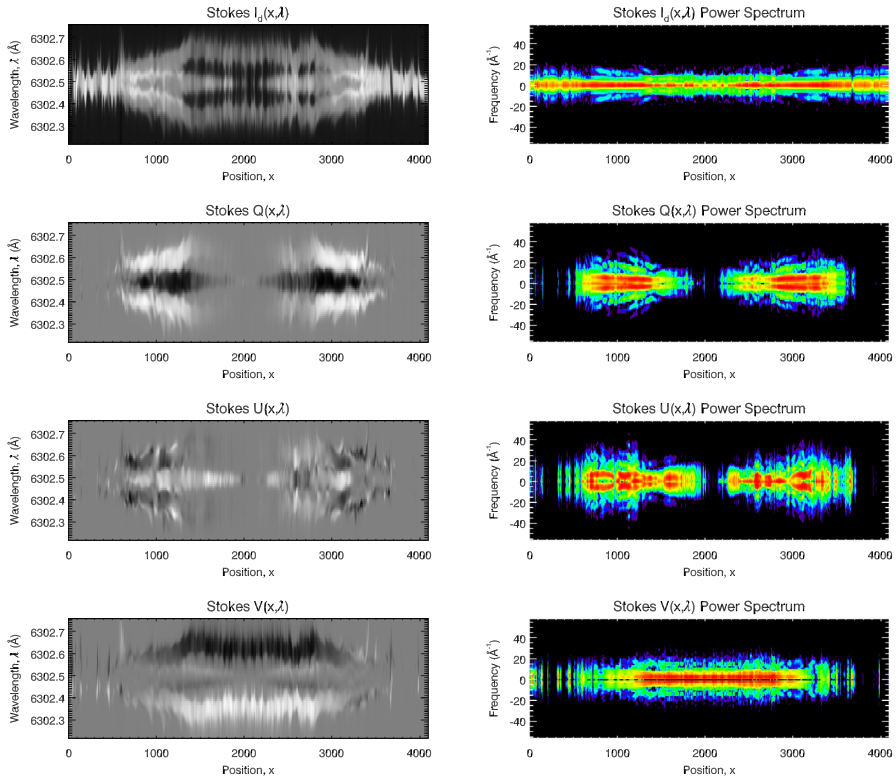 Stokes I_d(x,λ)
Wavelength, λ (Å)
6302.7
6302.6
6302.5
6302.4
6302.3
0 1000 2000 3000 4000
Position, x
Stokes I_d(x,λ) Power Spectrum
Frequency (Å⁻¹)
40
20
0
-20
-40
0 1000 2000 3000 4000
Position, x
Stokes Q(x,λ)
Wavelength, λ (Å)
6302.7
6302.6
6302.5
6302.4
6302.3
0 1000 2000 3000 4000
Position, x
Stokes Q(x,λ) Power Spectrum
Frequency (Å⁻¹)
40
20
0
-20
-40
0 1000 2000 3000 4000
Position, x
Stokes U(x,λ)
Wavelength, λ (Å)
6302.7
6302.6
6302.5
6302.4
6302.3
0 1000 2000 3000 4000
Position, x
Stokes U(x,λ) Power Spectrum
Frequency (Å⁻¹)
40
20
0
-20
-40
0 1000 2000 3000 4000
Position, x
Stokes V(x,λ)
Wavelength, λ (Å)
6302.7
6302.6
6302.5
6302.4
6302.3
0 1000 2000 3000 4000
Position, x
Stokes V(x,λ) Power Spectrum
Frequency (Å⁻¹)
40
20
0
-20
-40
0 1000 2000 3000 4000
Position, x